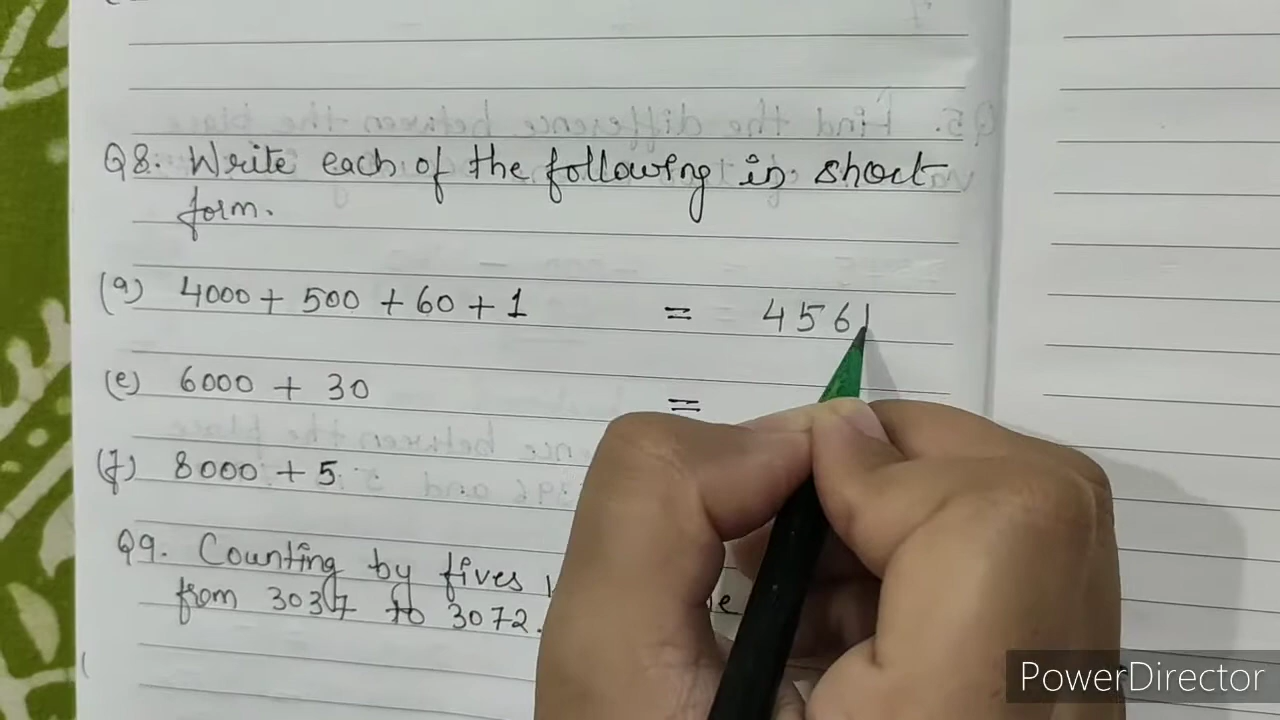 Q8. Write each of the following in short
form.
(a) 4000 + 500 + 60 + 1 = 4561
(e) 6000 + 30 =
(f) 8000 + 5
Q9. Counting by fives
from 3037 to 3072.
PowerDirector